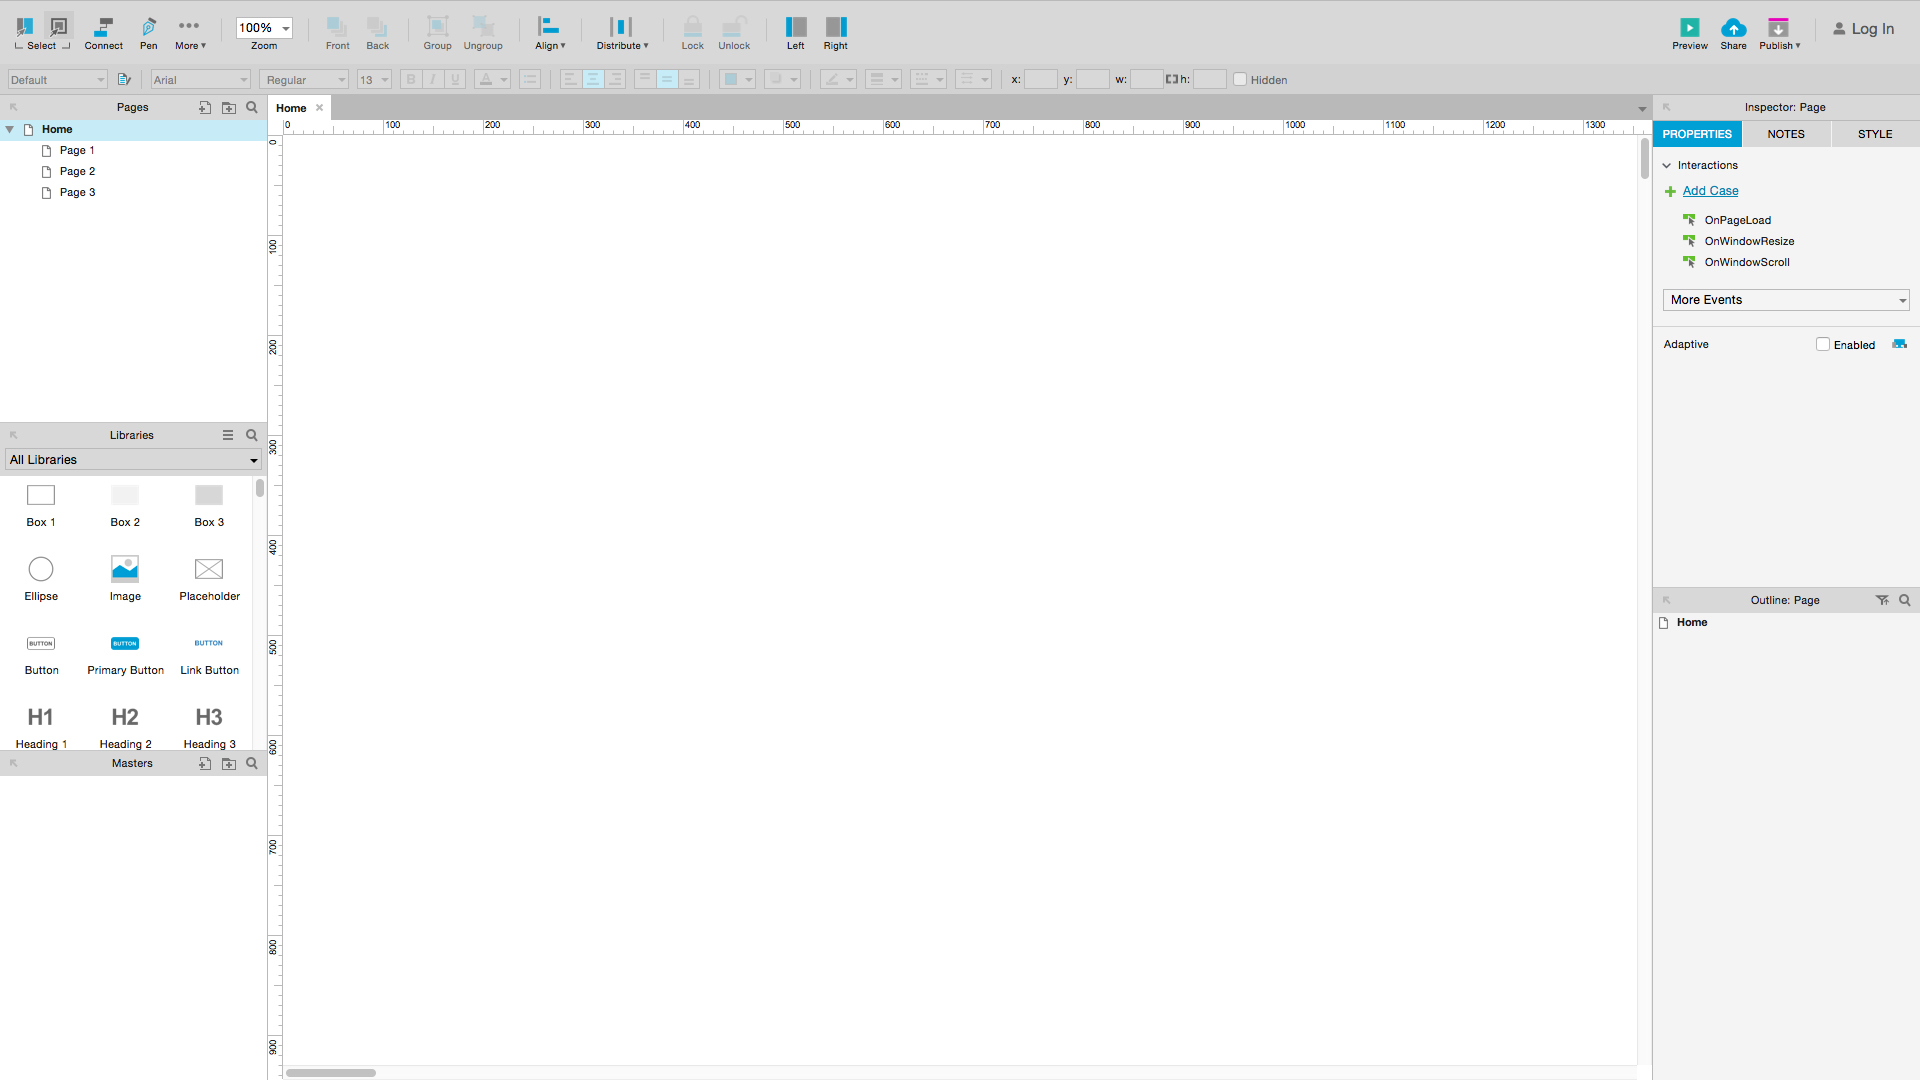 Select Connect Pen More ▾ 100% Zoom Front Back Group Ungroup Align ▾ Distribute ▾ Lock Unlock Left Right Preview Share Publish ▾ Log In
Default Arial Regular 13 B I U A x: y: w: h: Hidden
Pages
Home
Page 1
Page 2
Page 3
Libraries
All Libraries
Box 1 Box 2 Box 3
Ellipse Image Placeholder
BUTTON BUTTON BUTTON
Button Primary Button Link Button
H1 H2 H3
Heading 1 Heading 2 Heading 3
Masters
Home
0 100 200 300 400 500 600 700 800 900 1000 1100 1200 1300
0
100
200
300
400
500
600
700
800
900
Inspector: Page
PROPERTIES NOTES STYLE
Interactions
Add Case
OnPageLoad
OnWindowResize
OnWindowScroll
More Events
Adaptive Enabled
Outline: Page
Home